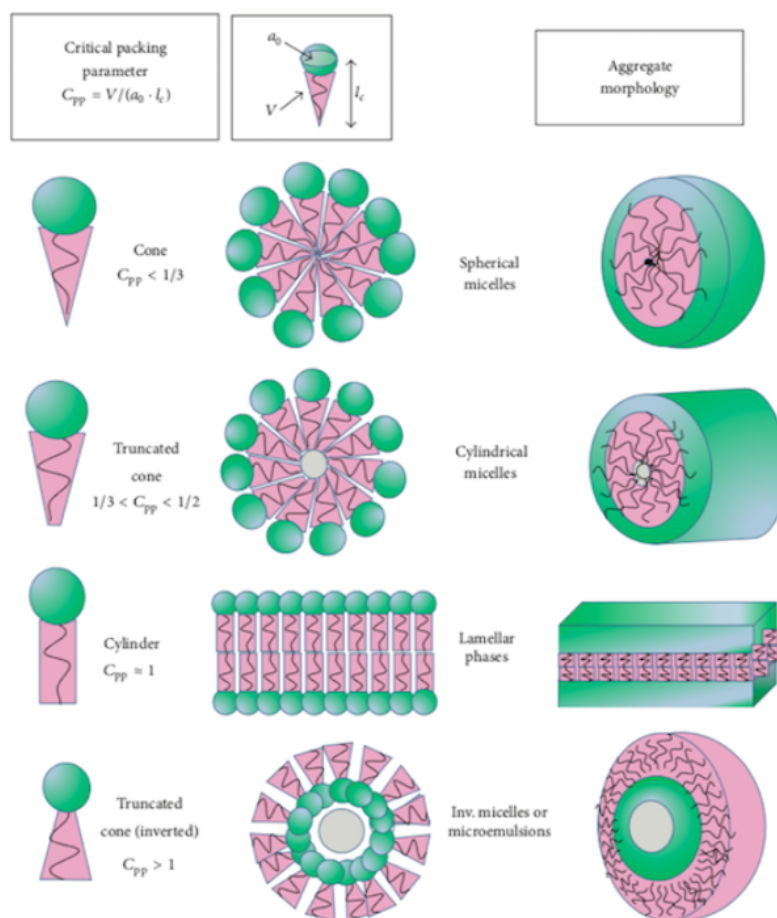 Critical packing
parameter
C_pp = V/(a_0 · l_c)
a_0
V
l_c
Aggregate
morphology
Cone
C_pp < 1/3
Spherical
micelles
Truncated
cone
1/3 < C_pp < 1/2
Cylindrical
micelles
Cylinder
C_pp ≈ 1
Lamellar
phases
Truncated
cone (inverted)
C_pp > 1
Inv. micelles or
microemulsions